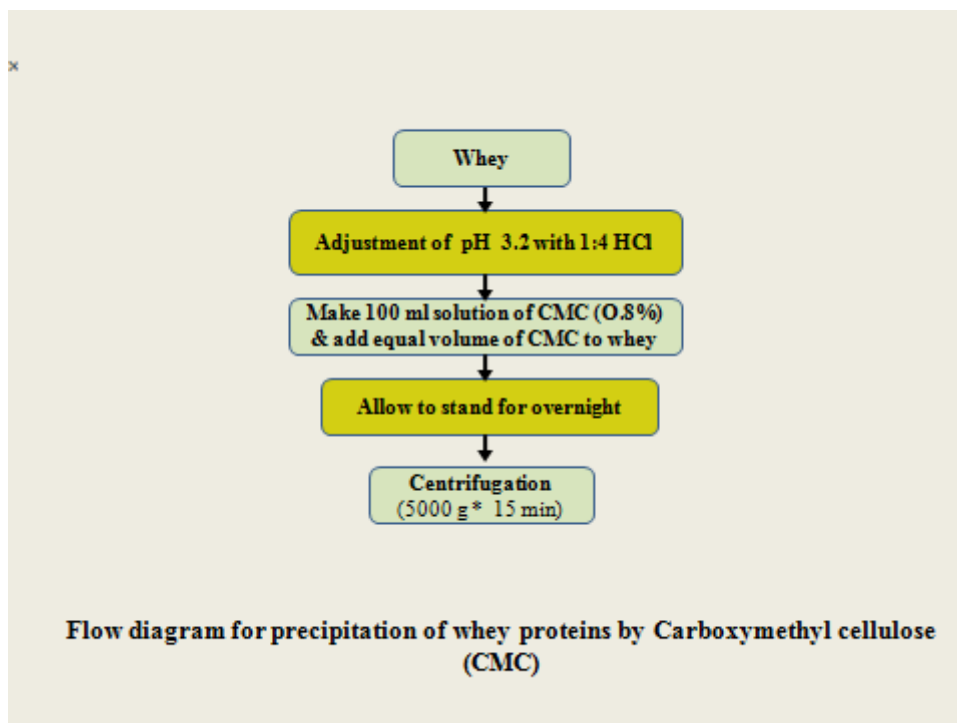 ×
Whey
Adjustment of pH 3.2 with 1:4 HCl
Make 100 ml solution of CMC (O.8%)
& add equal volume of CMC to whey
Allow to stand for overnight
Centrifugation
(5000 g* 15 min)
Flow diagram for precipitation of whey proteins by Carboxymethyl cellulose
(CMC)